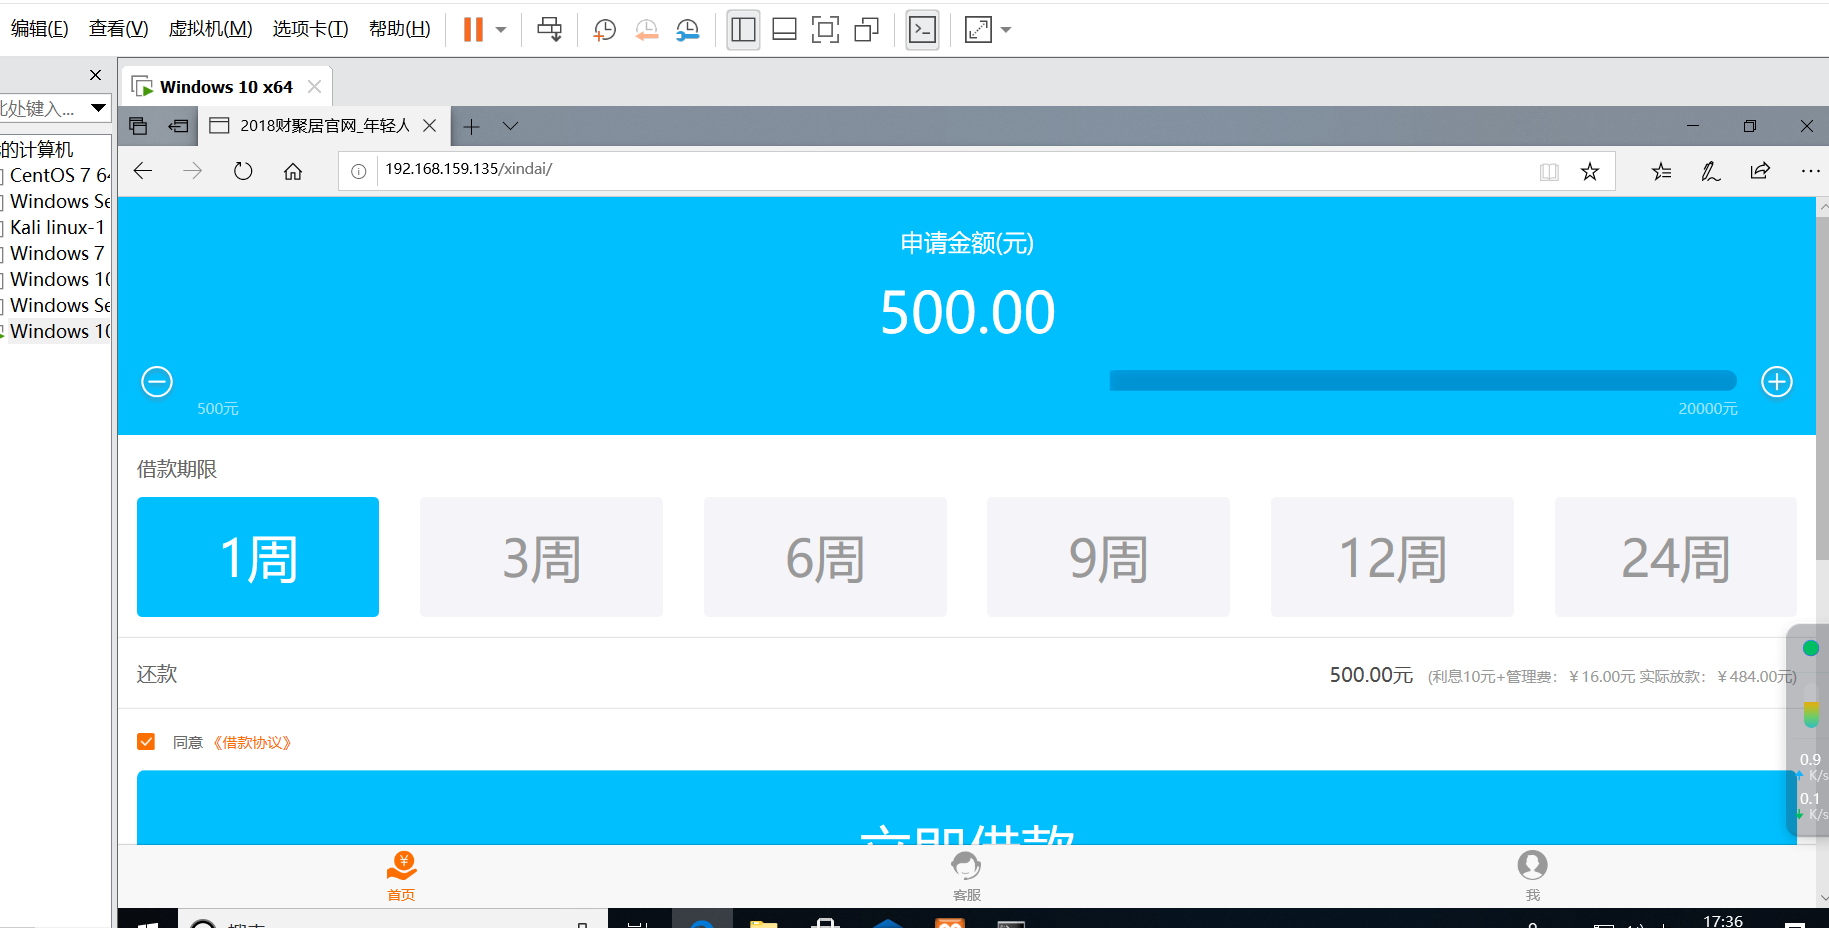 编辑(E) 查看(V) 虚拟机(M) 选项卡(T) 帮助(H)
Windows 10 x64
此处键入...
2018财聚居官网_年轻人
的计算机
192.168.159.135/xindai/
CentOS 7 64
Windows Se
Kali linux-1
Windows 7
Windows 10
Windows Se
Windows 10
申请金额(元)
500.00
500元
20000元
借款期限
1周 3周 6周 9周 12周 24周
还款
500.00元 (利息10元+管理费：￥16.00元 实际放款：￥484.00元)
同意《借款协议》
0.9
K/s
0.1
K/s
立即借款
首页 客服 我
17:36